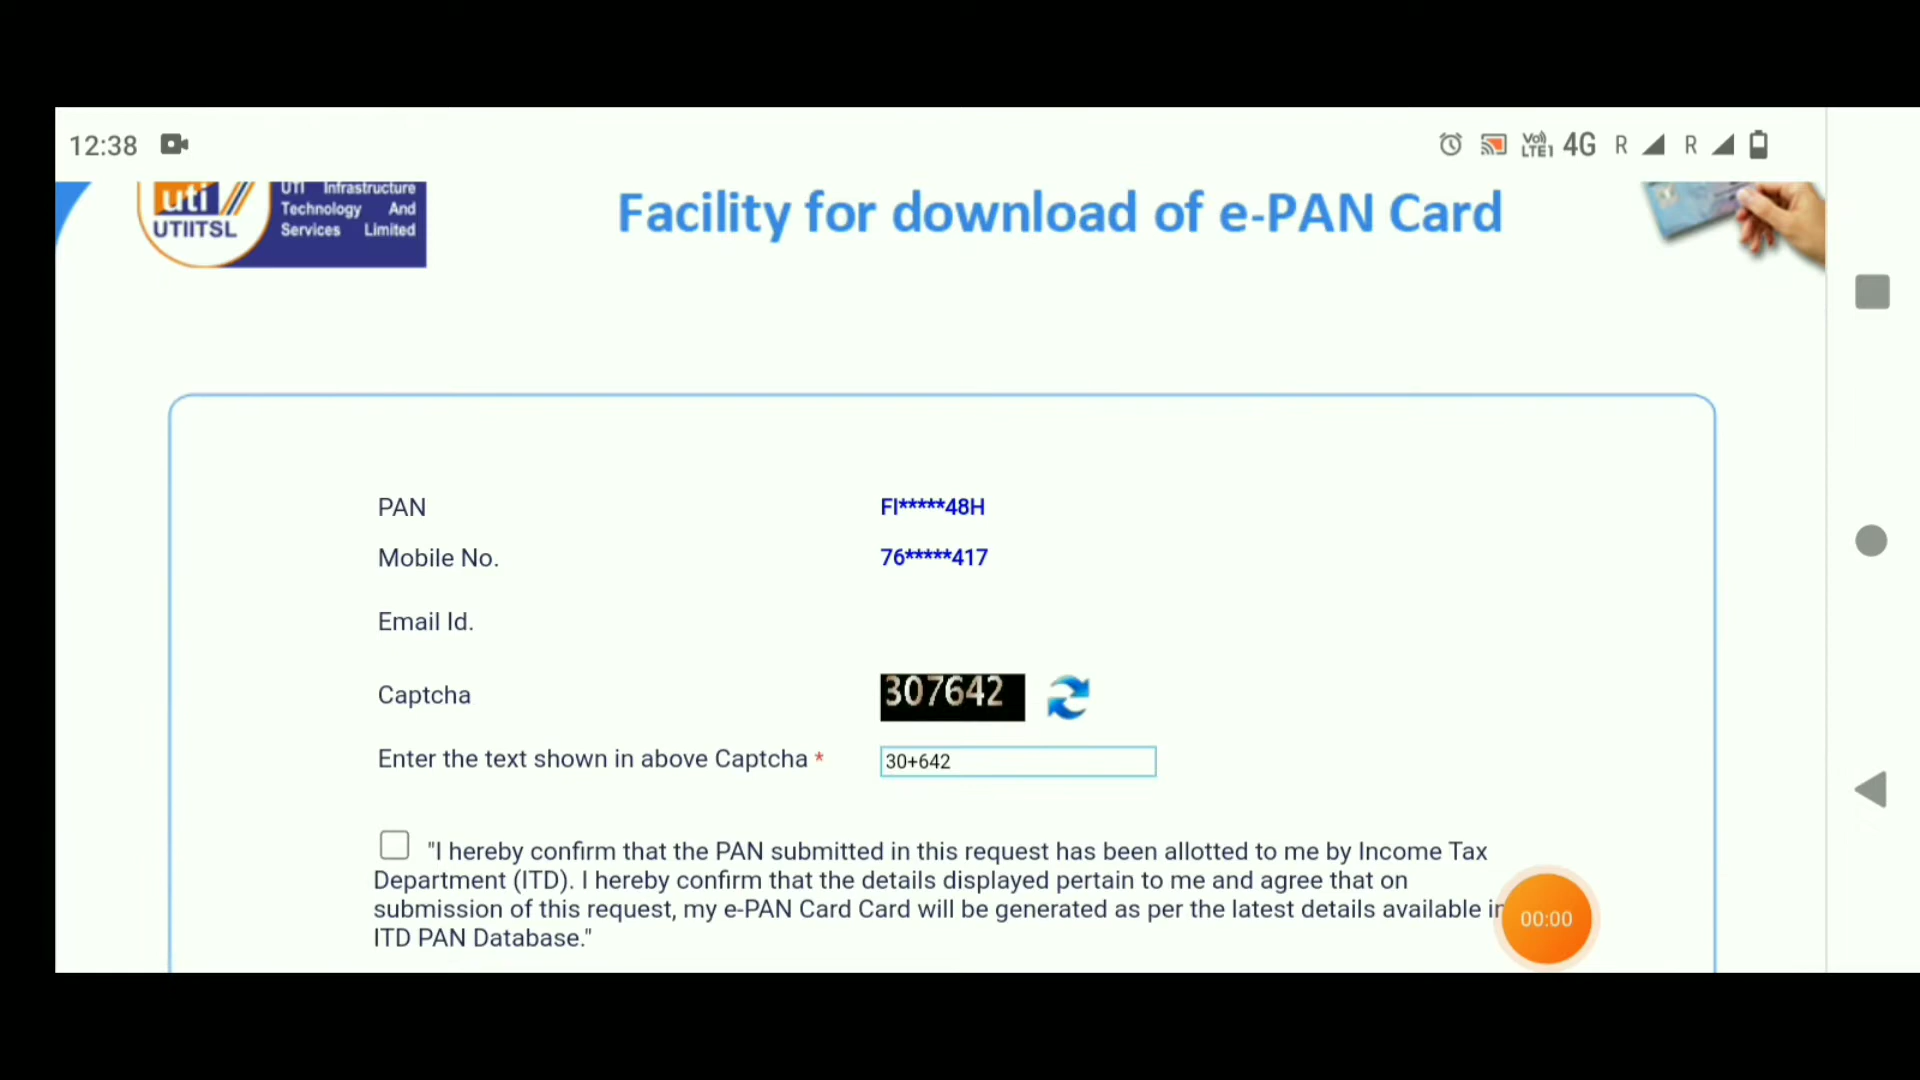 12:38
Vo) LTE1 4G R R
uti
UTIITSL
UTI Infrastructure
Technology And
Services Limited
Facility for download of e-PAN Card
PAN FI*****48H
Mobile No. 76*****417
Email Id.
Captcha 307642
Enter the text shown in above Captcha * 30+642
"I hereby confirm that the PAN submitted in this request has been allotted to me by Income Tax
Department (ITD). I hereby confirm that the details displayed pertain to me and agree that on
submission of this request, my e-PAN Card Card will be generated as per the latest details available in
ITD PAN Database."
00:00